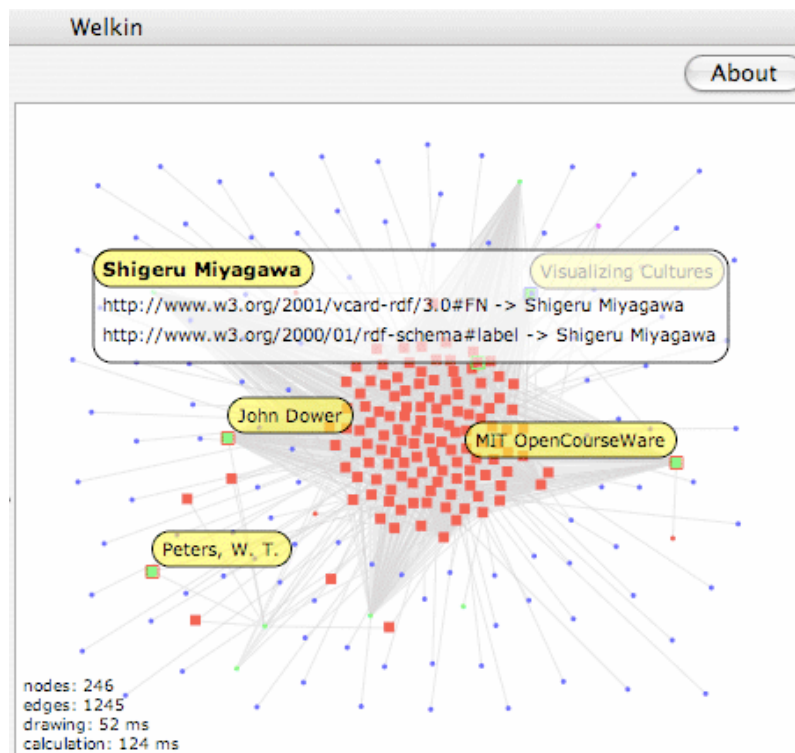 Welkin
About
Shigeru Miyagawa
Visualizing Cultures
http://www.w3.org/2001/vcard-rdf/3.0#FN -> Shigeru Miyagawa
http://www.w3.org/2000/01/rdf-schema#label -> Shigeru Miyagawa
John Dower
MIT OpenCourseWare
Peters, W. T.
nodes: 246
edges: 1245
drawing: 52 ms
calculation: 124 ms